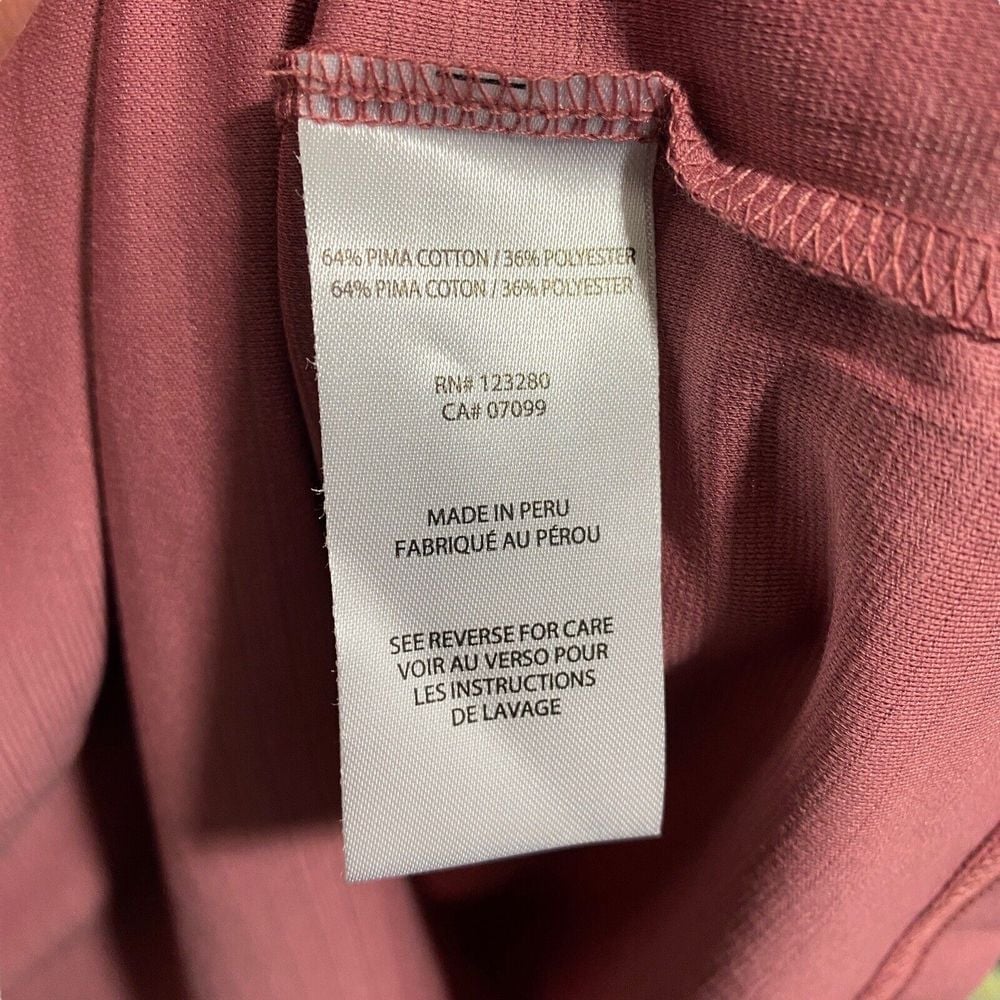 64% PIMA COTTON / 36% POLYESTER
64% PIMA COTON / 36% POLYESTER
RN# 123280
CA# 07099
MADE IN PERU
FABRIQUÉ AU PÉROU
SEE REVERSE FOR CARE
VOIR AU VERSO POUR
LES INSTRUCTIONS
DE LAVAGE